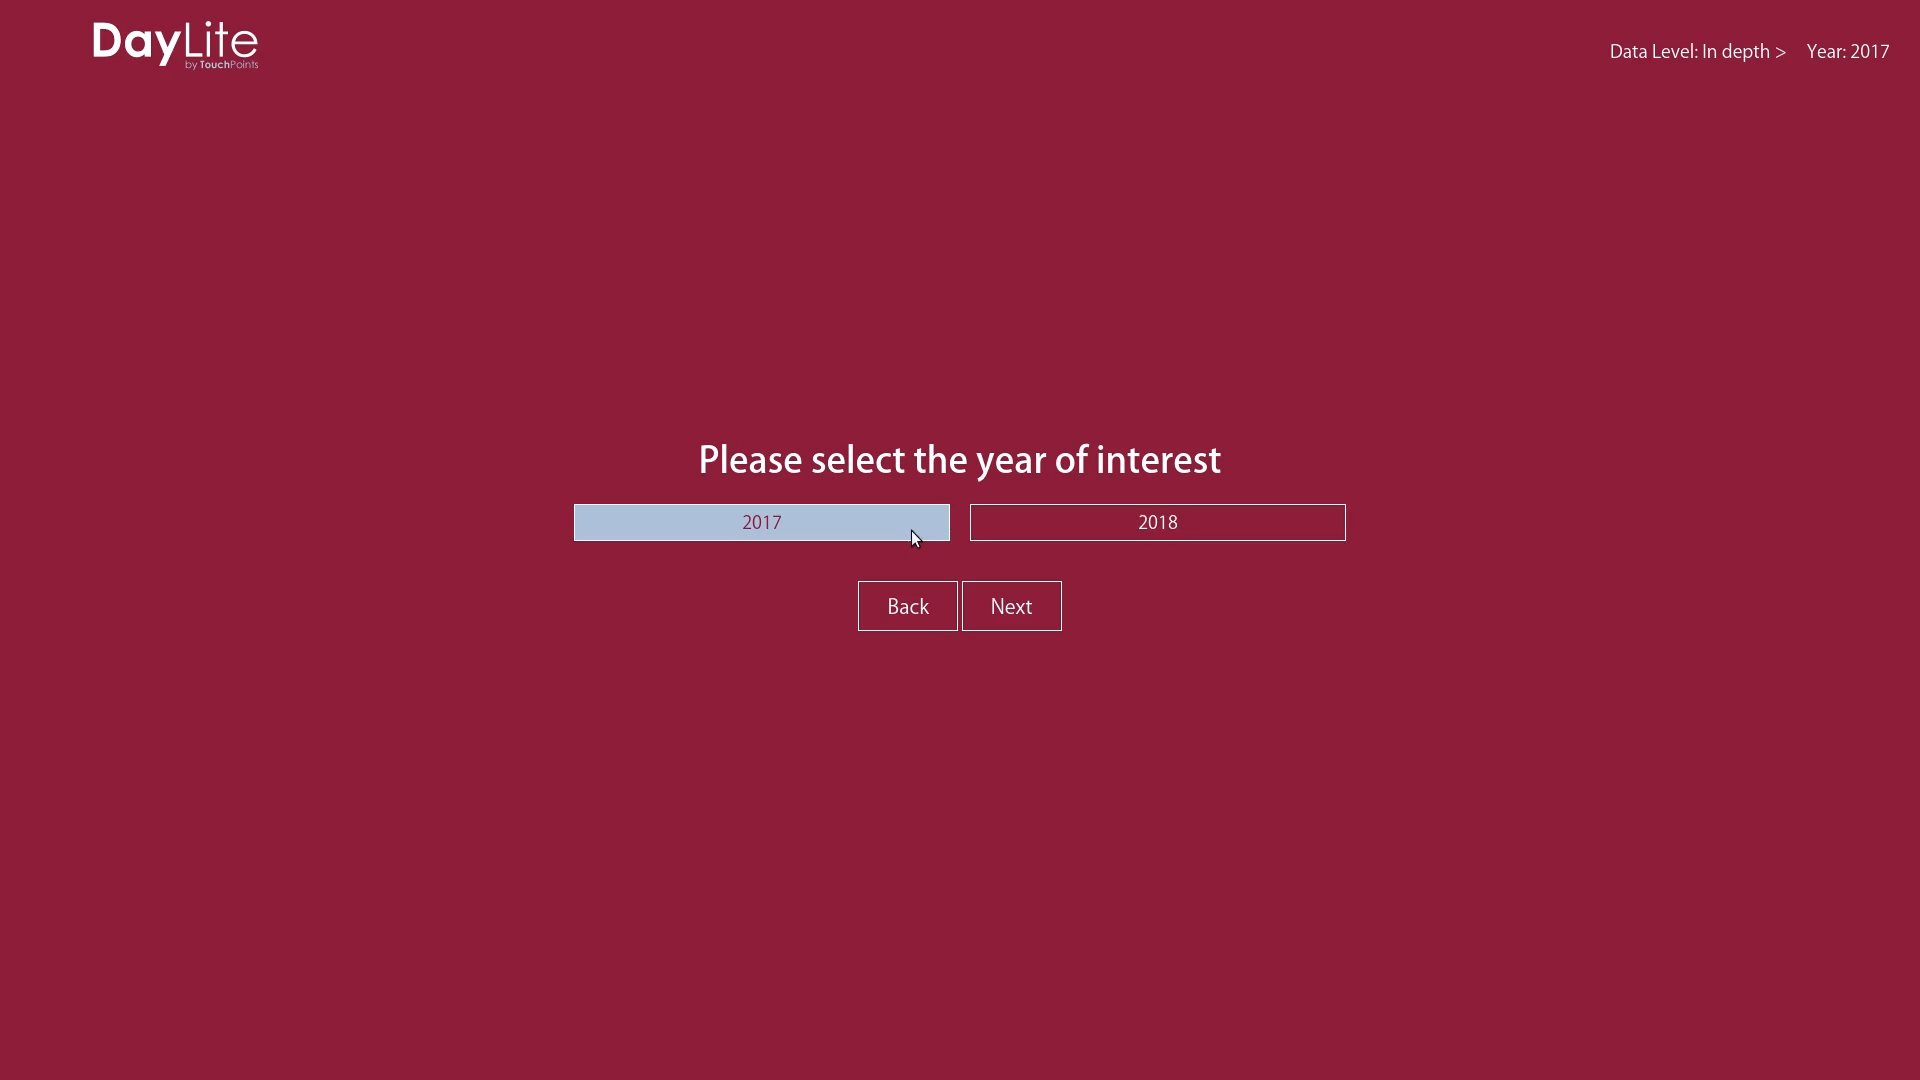 DayLite
by TouchPoints
Data Level: In depth > Year: 2017
Please select the year of interest
2017
2018
Back
Next